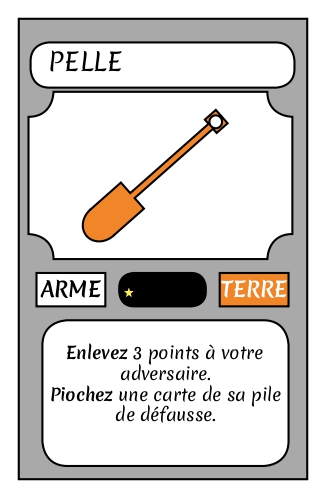 PELLE
ARME
TERRE
Enlevez 3 points à votre
adversaire.
Piochez une carte de sa pile
de défausse.